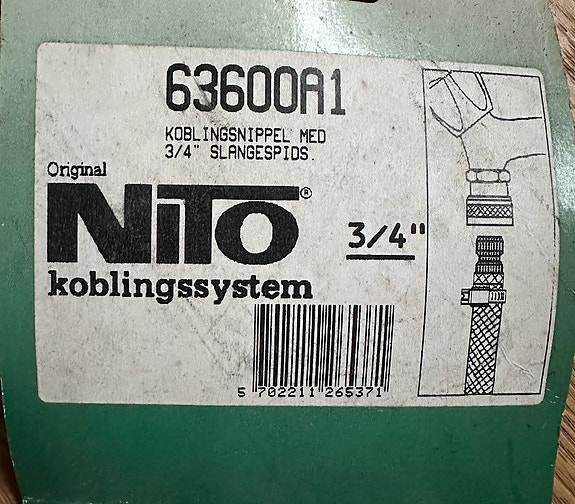 63600A1
KOBLINGSNIPPEL MED
3/4" SLANGESPIDS.
Original
NiTO®
3/4"
koblingssystem
5 702211 265371